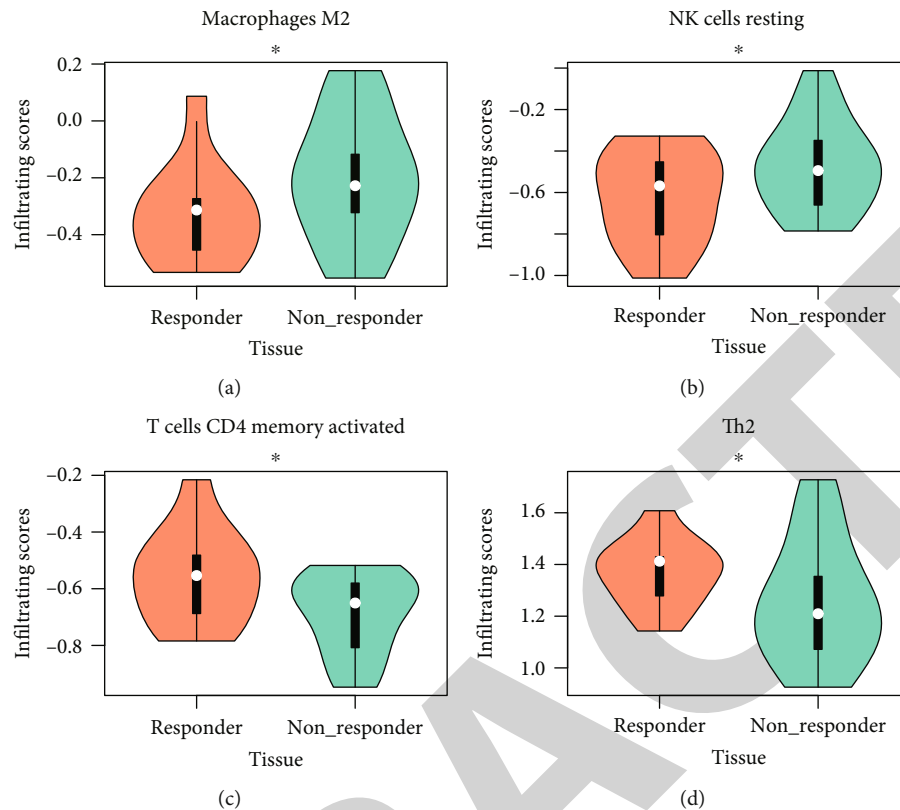 Macrophages M2
*
Infiltrating scores
0.2
0.0
−0.2
−0.4
Responder Non_responder
Tissue
(a)
NK cells resting
*
Infiltrating scores
−0.2
−0.6
−1.0
Responder Non_responder
Tissue
(b)
T cells CD4 memory activated
*
Infiltrating scores
−0.2
−0.4
−0.6
−0.8
Responder Non_responder
Tissue
(c)
Th2
*
Infiltrating scores
1.6
1.4
1.2
1.0
Responder Non_responder
Tissue
(d)